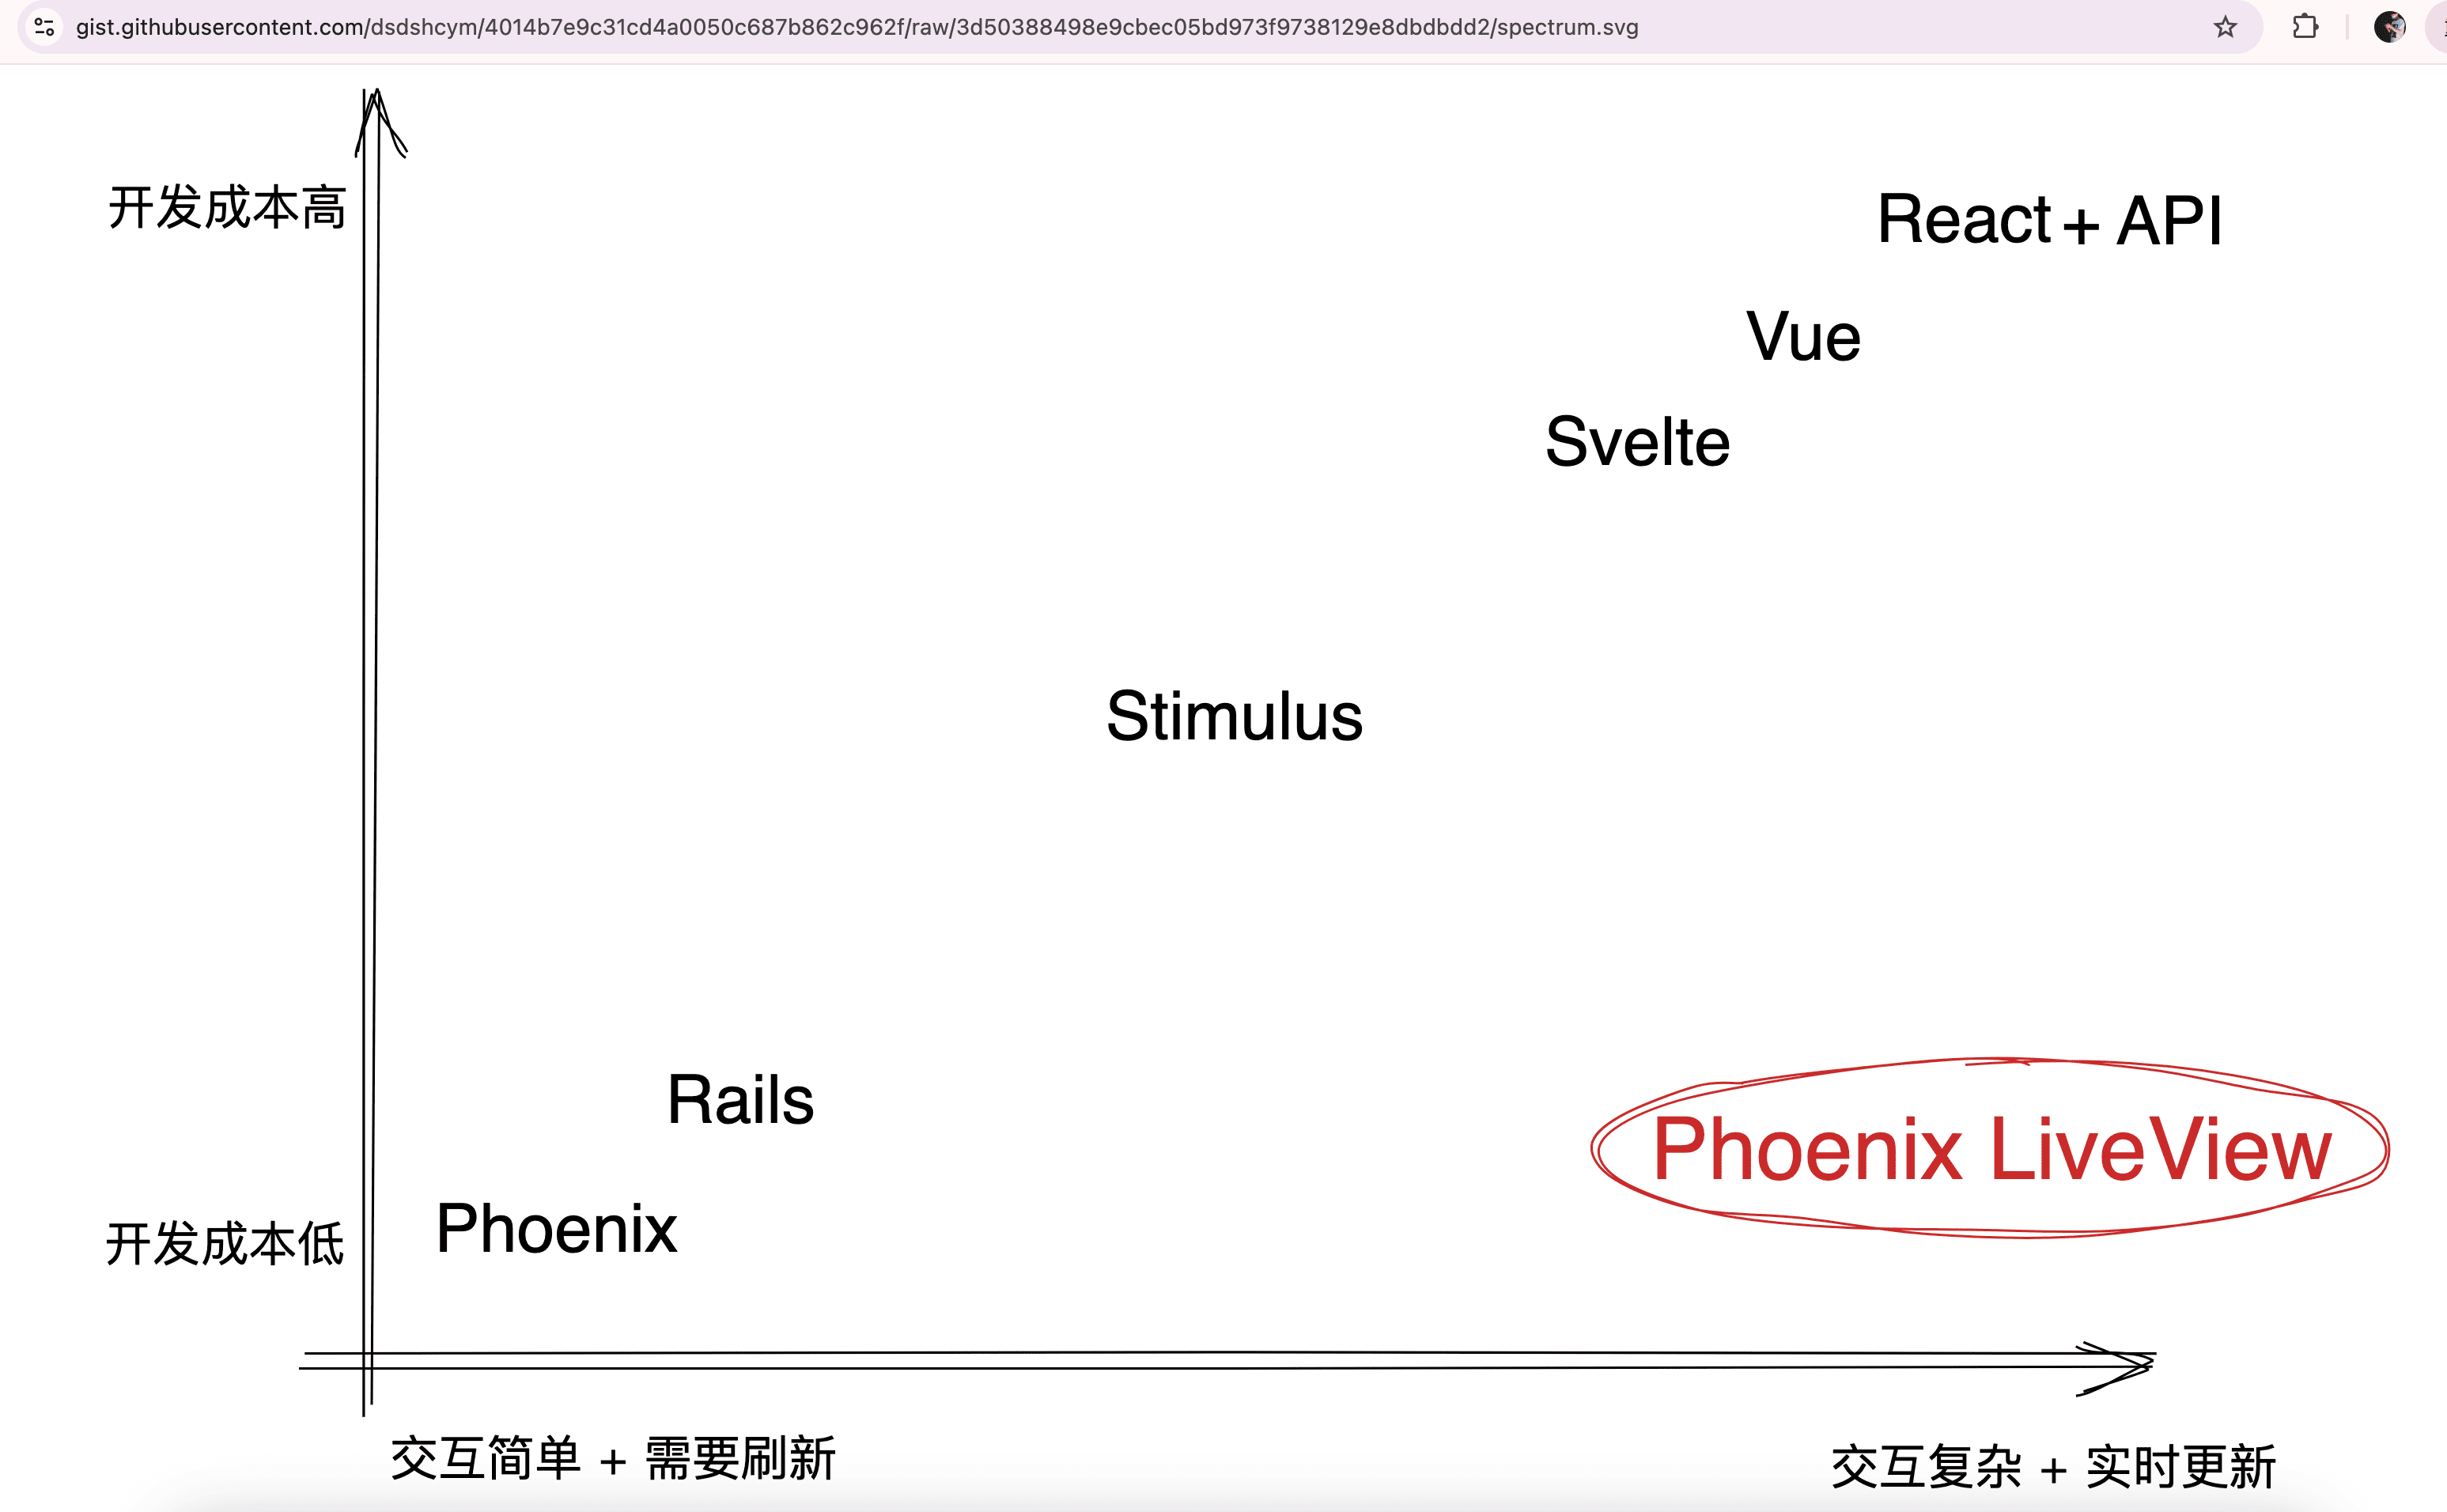 gist.githubusercontent.com/dsdshcym/4014b7e9c31cd4a0050c687b862c962f/raw/3d50388498e9cbec05bd973f9738129e8dbdbdd2/spectrum.svg
开发成本高
React + API
Vue
Svelte
Stimulus
Rails
Phoenix LiveView
Phoenix
开发成本低
交互简单 + 需要刷新
交互复杂 + 实时更新